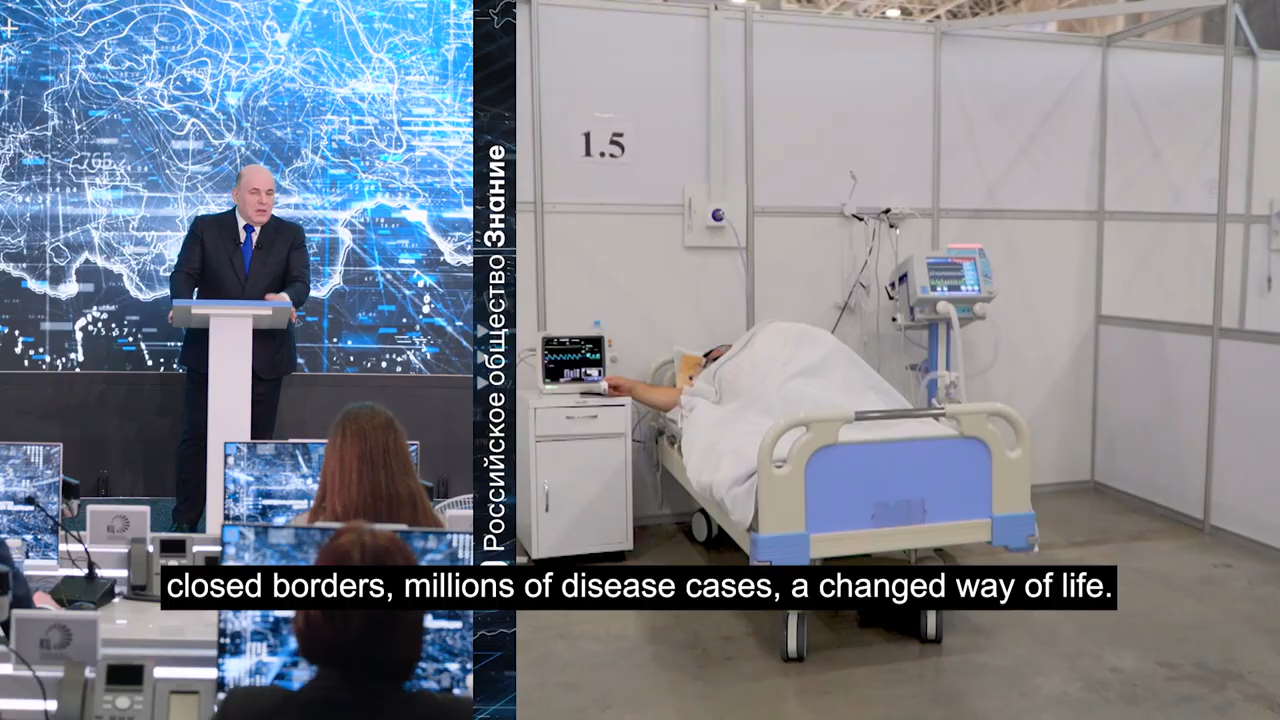 Российское общество Знание
1.5
closed borders, millions of disease cases, a changed way of life.